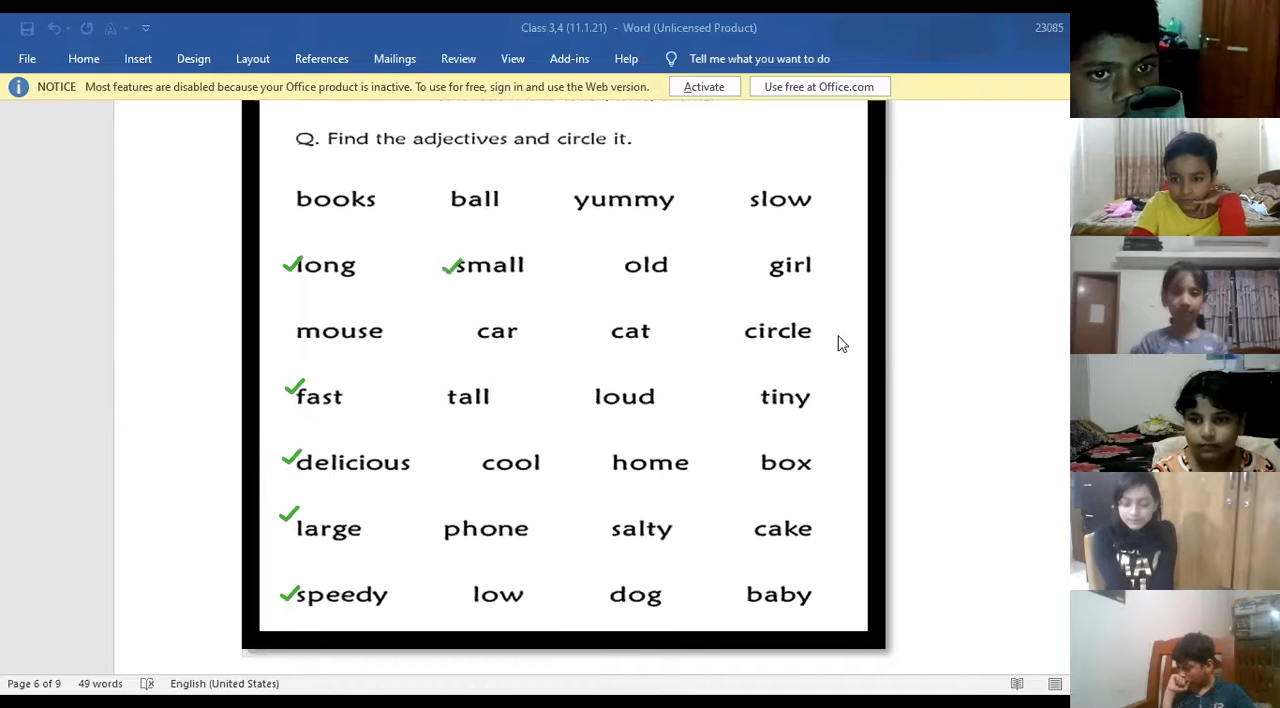 Class 3,4 (11.1.21) - Word (Unlicensed Product) 23085
File Home Insert Design Layout References Mailings Review View Add-ins Help Tell me what you want to do
NOTICE Most features are disabled because your Office product is inactive. To use for free, sign in and use the Web version. Activate Use free at Office.com
Q. Find the adjectives and circle it.
books ball yummy slow
long small old girl
mouse car cat circle
fast tall loud tiny
delicious cool home box
large phone salty cake
speedy low dog baby
Page 6 of 9 49 words English (United States)